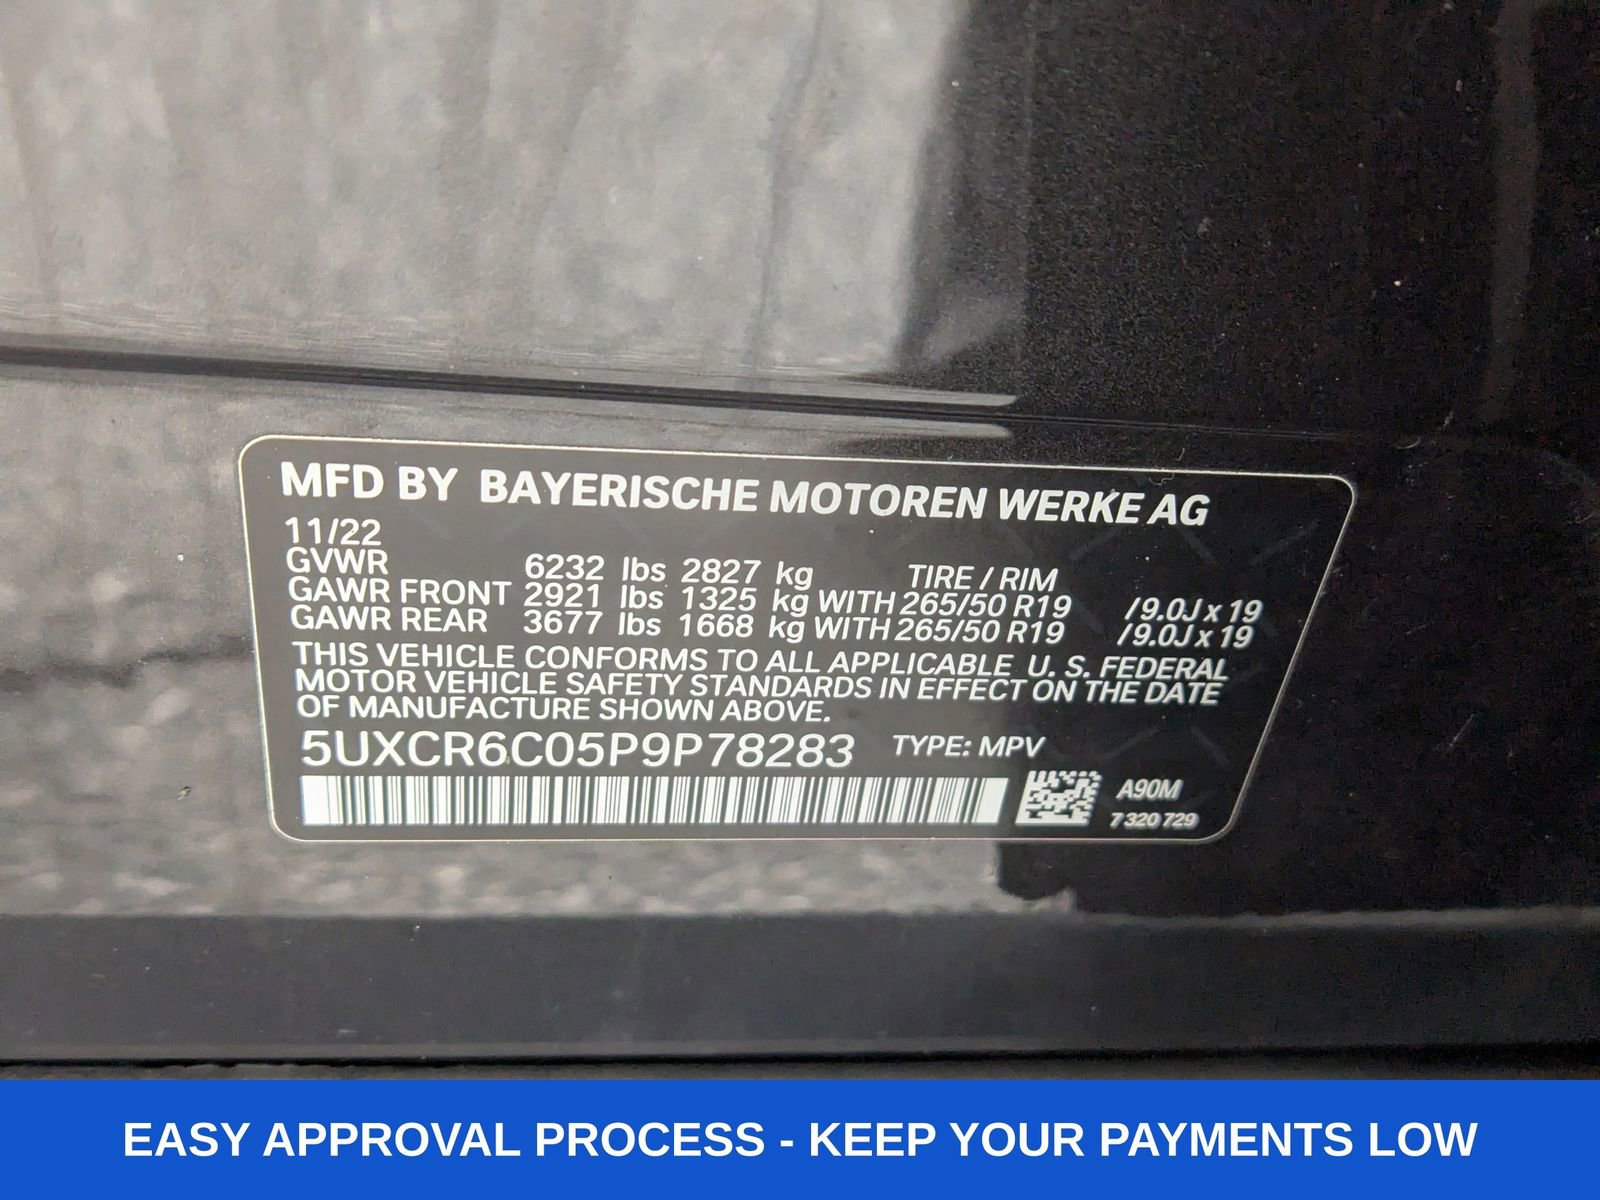 MFD BY BAYERISCHE MOTOREN WERKE AG
11/22
GVWR 6232 lbs 2827 kg TIRE / RIM
GAWR FRONT 2921 lbs 1325 kg WITH 265/50 R19 /9.0J x 19
GAWR REAR 3677 lbs 1668 kg WITH 265/50 R19 /9.0J x 19
THIS VEHICLE CONFORMS TO ALL APPLICABLE U. S. FEDERAL
MOTOR VEHICLE SAFETY STANDARDS IN EFFECT ON THE DATE
OF MANUFACTURE SHOWN ABOVE.
5UXCR6C05P9P78283 TYPE: MPV
A90M
7 320 729
EASY APPROVAL PROCESS - KEEP YOUR PAYMENTS LOW